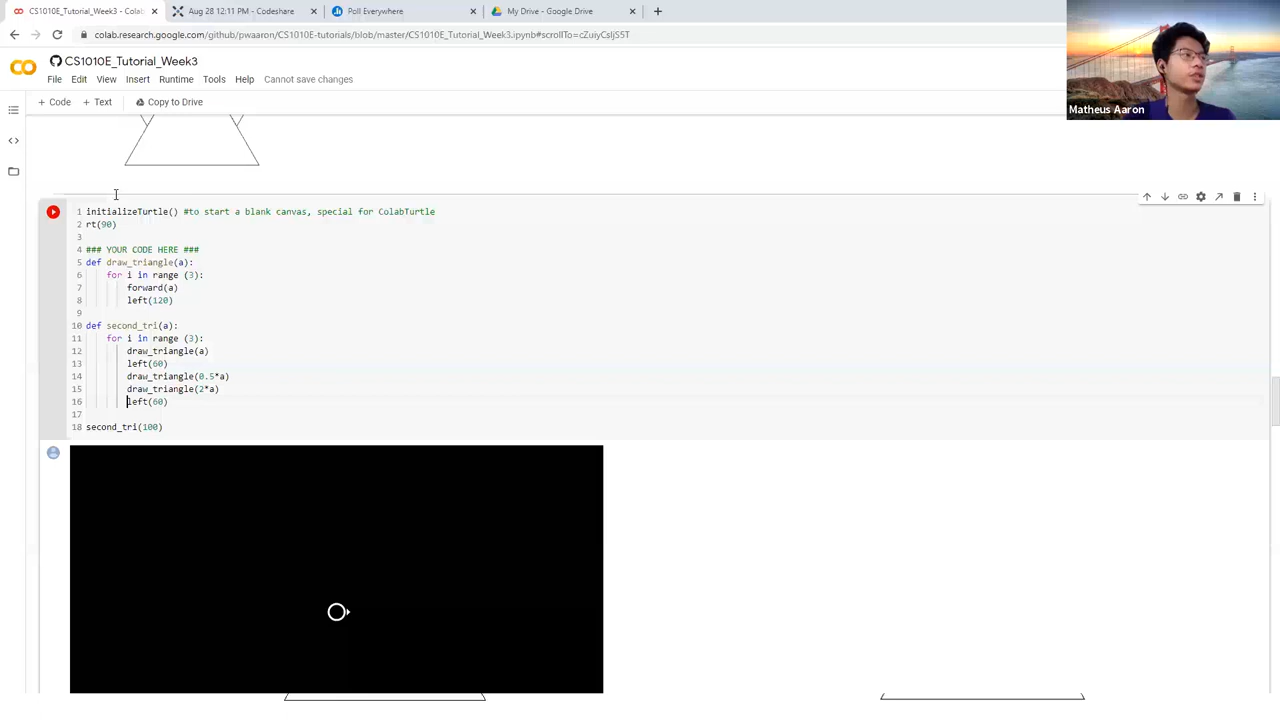 CS1010E_Tutorial_Week3 - Colab
Aug 28 12:11 PM - Codeshare
Poll Everywhere
My Drive - Google Drive
colab.research.google.com/github/pwaaron/CS1010E-tutorials/blob/master/CS1010E_Tutorial_Week3.ipynb#scrollTo=cZuiyCsljS5T
CS1010E_Tutorial_Week3
File Edit View Insert Runtime Tools Help Cannot save changes
+ Code + Text Copy to Drive
Matheus Aaron
1 initializeTurtle() #to start a blank canvas, special for ColabTurtle
2 rt(90)
3
4 ### YOUR CODE HERE ###
5 def draw_triangle(a):
6 for i in range (3):
7 forward(a)
8 left(120)
9
10 def second_tri(a):
11 for i in range (3):
12 draw_triangle(a)
13 left(60)
14 draw_triangle(0.5*a)
15 draw_triangle(2*a)
16 left(60)
17
18 second_tri(100)